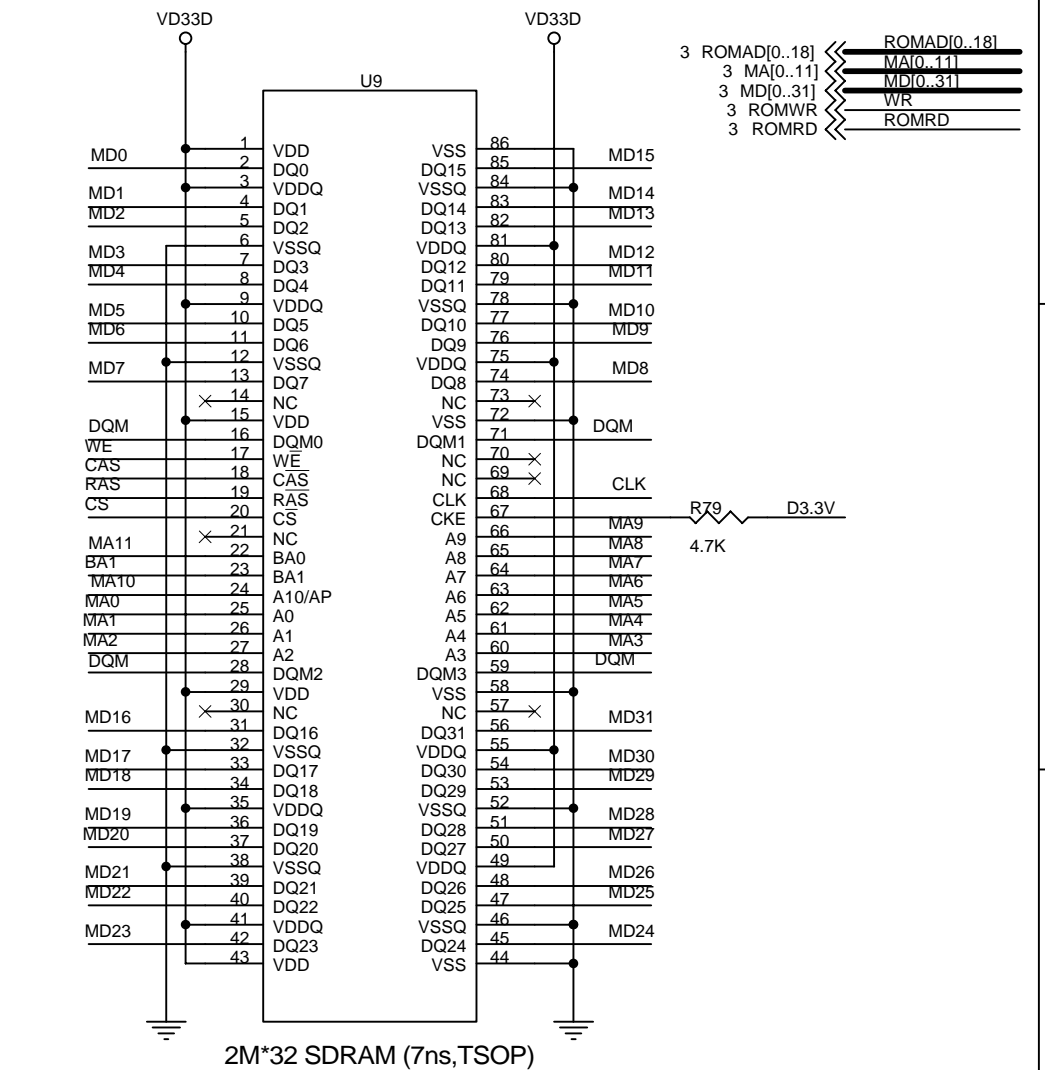 VD33D
VD33D
3 ROMAD[0..18] ROMAD[0..18]
3 MA[0..11] MA[0..11]
3 MD[0..31] MD[0..31]
3 ROMWR WR
3 ROMRD ROMRD
U9
1 VDD VSS 86
MD0 2 DQ0 DQ15 85 MD15
3 VDDQ VSSQ 84
MD1 4 DQ1 DQ14 83 MD14
MD2 5 DQ2 DQ13 82 MD13
6 VSSQ VDDQ 81
MD3 7 DQ3 DQ12 80 MD12
MD4 8 DQ4 DQ11 79 MD11
9 VDDQ VSSQ 78
MD5 10 DQ5 DQ10 77 MD10
MD6 11 DQ6 DQ9 76 MD9
12 VSSQ VDDQ 75
MD7 13 DQ7 DQ8 74 MD8
14 NC NC 73
15 VDD VSS 72
DQM 16 DQM0 DQM1 71 DQM
WE 17 WE NC 70
CAS 18 CAS NC 69
RAS 19 RAS CLK 68 CLK
CS 20 CS CKE 67 R79 D3.3V
4.7K
21 NC A9 66 MA9
MA11 22 BA0 A8 65 MA8
BA1 23 BA1 A7 64 MA7
MA10 24 A10/AP A6 63 MA6
MA0 25 A0 A5 62 MA5
MA1 26 A1 A4 61 MA4
MA2 27 A2 A3 60 MA3
DQM 28 DQM2 DQM3 59 DQM
29 VDD VSS 58
30 NC NC 57
MD16 31 DQ16 DQ31 56 MD31
32 VSSQ VDDQ 55
MD17 33 DQ17 DQ30 54 MD30
MD18 34 DQ18 DQ29 53 MD29
35 VDDQ VSSQ 52
MD19 36 DQ19 DQ28 51 MD28
MD20 37 DQ20 DQ27 50 MD27
38 VSSQ VDDQ 49
MD21 39 DQ21 DQ26 48 MD26
MD22 40 DQ22 DQ25 47 MD25
41 VDDQ VSSQ 46
MD23 42 DQ23 DQ24 45 MD24
43 VDD VSS 44
2M*32 SDRAM (7ns,TSOP)